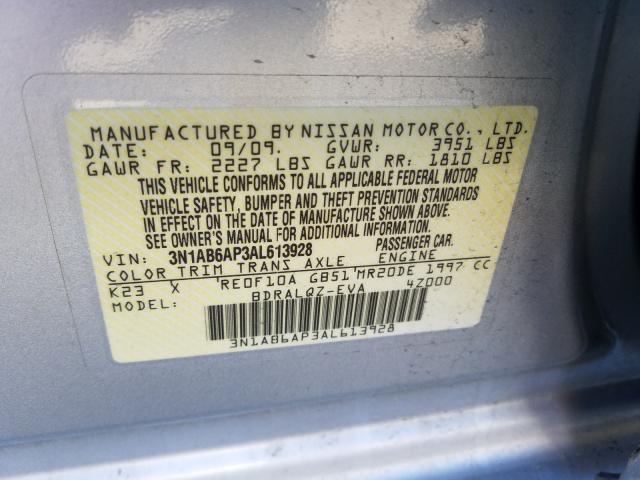 MANUFACTURED BY NISSAN MOTOR CO., LTD.
DATE: 09/09. GVWR: 3951 LBS
GAWR FR: 2227 LBS GAWR RR: 1810 LBS
THIS VEHICLE CONFORMS TO ALL APPLICABLE FEDERAL MOTOR
VEHICLE SAFETY, BUMPER AND THEFT PREVENTION STANDARDS
IN EFFECT ON THE DATE OF MANUFACTURE SHOWN ABOVE.
SEE OWNER'S MANUAL FOR ADDITIONAL INFORMATION.
VIN: 3N1AB6AP3AL613928 PASSENGER CAR.
COLOR TRIM TRANS AXLE ENGINE
K23 X 'RE0F10A GB51'MR20DE 1997 CC
MODEL: BDRALQZ-EVA 4Z000
3N1AB6AP3AL613928